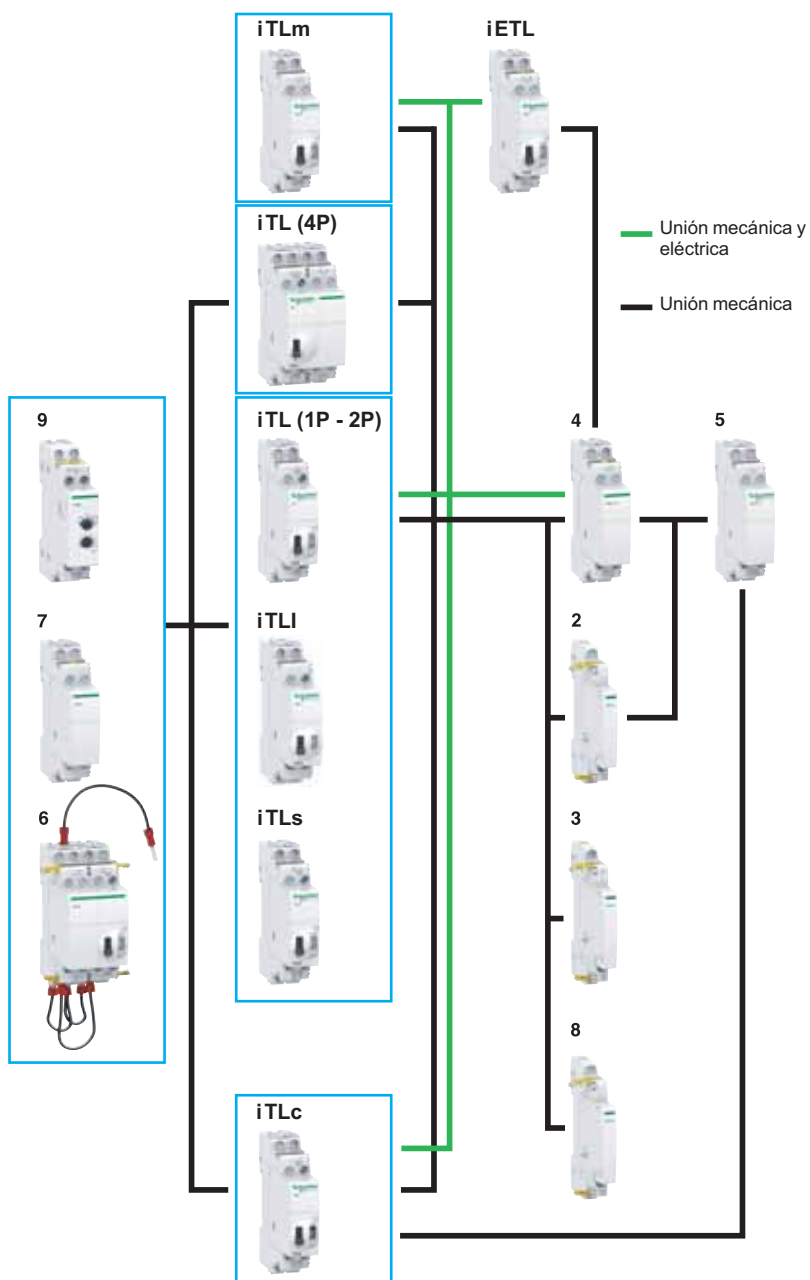 iTLm
iETL
Unión mecánica y
eléctrica
Unión mecánica
iTL (4P)
iTL (1P - 2P)
9
4
5
7
iTLI
2
6
iTLs
3
8
iTLc